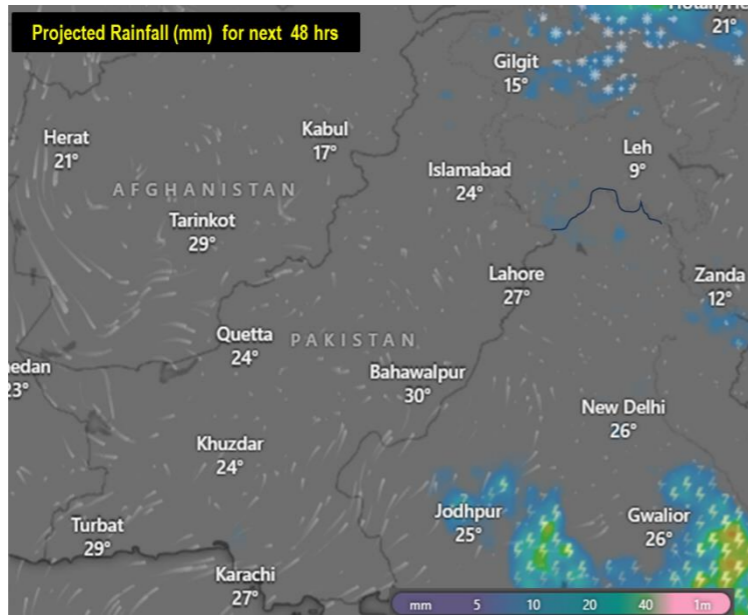 Projected Rainfall (mm) for next 48 hrs
21°
Gilgit
15°
Kabul
17°
Herat
21°
Leh
9°
Islamabad
24°
AFGHANISTAN
Tarinkot
29°
Lahore
27°
Zanda
12°
Quetta
24°
PAKISTAN
23°
Bahawalpur
30°
New Delhi
26°
Khuzdar
24°
Jodhpur
25°
Gwalior
26°
Turbat
29°
Karachi
27°
mm 5 10 20 40 1m